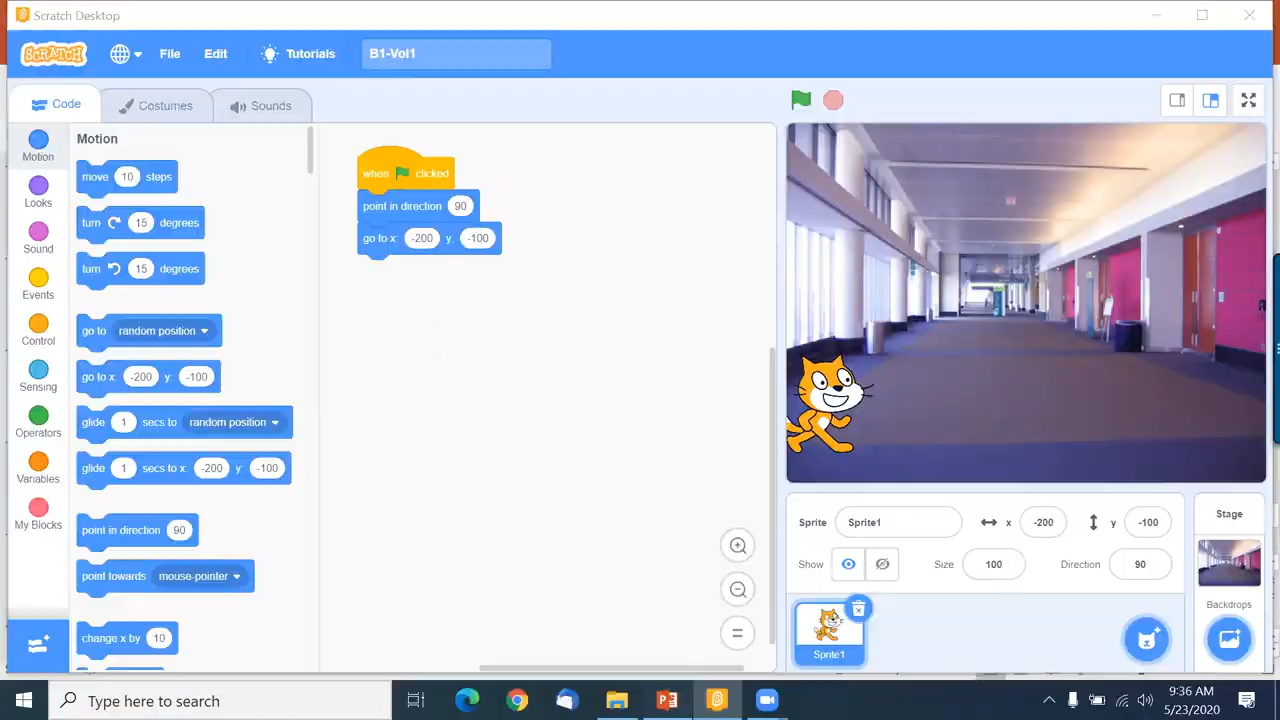 Scratch Desktop
SCRATCH
File Edit Tutorials B1-Vol1
Code Costumes Sounds
Motion
Looks
Sound
Events
Control
Sensing
Operators
Variables
My Blocks
Motion
move 10 steps
turn 15 degrees
turn 15 degrees
go to random position
go to x: -200 y: -100
glide 1 secs to random position
glide 1 secs to x: -200 y: -100
point in direction 90
point towards mouse-pointer
change x by 10
when clicked
point in direction 90
go to x: -200 y: -100
Sprite Sprite1 x -200 y -100
Show Size 100 Direction 90
Sprite1
Stage
Backdrops
Type here to search
9:36 AM
5/23/2020